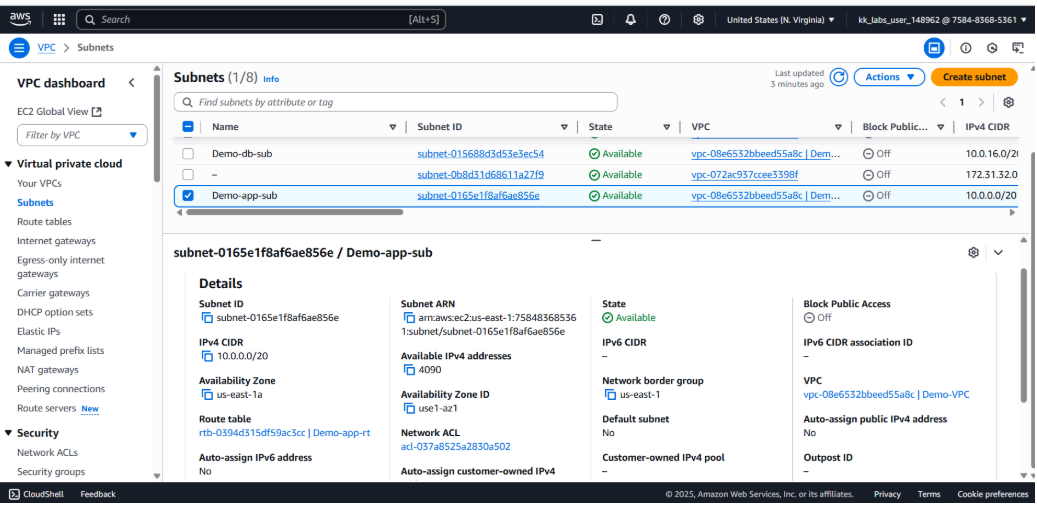 aws
Search
[Alt+S]
United States (N. Virginia) ▼
kk_labs_user_148962 @ 7584-8368-5361 ▼
VPC > Subnets
VPC dashboard
EC2 Global View
Filter by VPC
▼ Virtual private cloud
Your VPCs
Subnets
Route tables
Internet gateways
Egress-only internet
gateways
Carrier gateways
DHCP option sets
Elastic IPs
Managed prefix lists
NAT gateways
Peering connections
Route servers New
▼ Security
Network ACLs
Security groups
Subnets (1/8) Info
Last updated
3 minutes ago
Actions ▼
Create subnet
Find subnets by attribute or tag
< 1 >
Name Subnet ID State VPC Block Public... IPv4 CIDR
Demo-db-sub subnet-015688d3d53e3ec54 Available vpc-08e6532bbeed55a8c | Dem... Off 10.0.16.0/20
– subnet-0b8d31d68611a27f9 Available vpc-072ac937ccee3398f Off 172.31.32.0
Demo-app-sub subnet-0165e1f8af6ae856e Available vpc-08e6532bbeed55a8c | Dem... Off 10.0.0.0/20
subnet-0165e1f8af6ae856e / Demo-app-sub
Details
Subnet ID
subnet-0165e1f8af6ae856e
IPv4 CIDR
10.0.0.0/20
Availability Zone
us-east-1a
Route table
rtb-0394d315df59ac3cc | Demo-app-rt
Auto-assign IPv6 address
No
Subnet ARN
arn:aws:ec2:us-east-1:75848368536
1:subnet/subnet-0165e1f8af6ae856e
Available IPv4 addresses
4090
Availability Zone ID
use1-az1
Network ACL
acl-037a8525a2830a502
Auto-assign customer-owned IPv4
State
Available
IPv6 CIDR
–
Network border group
us-east-1
Default subnet
No
Customer-owned IPv4 pool
–
Block Public Access
Off
IPv6 CIDR association ID
–
VPC
vpc-08e6532bbeed55a8c | Demo-VPC
Auto-assign public IPv4 address
No
Outpost ID
–
CloudShell Feedback
© 2025, Amazon Web Services, Inc. or its affiliates. Privacy Terms Cookie preferences